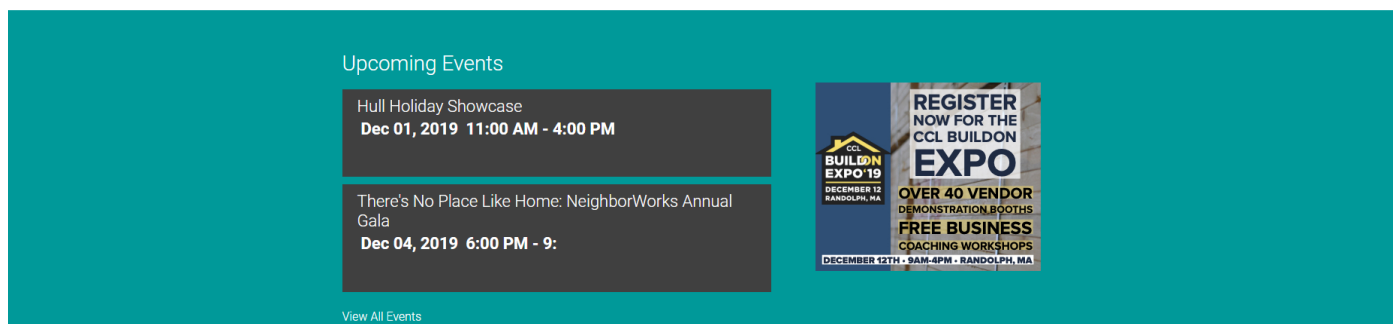 Upcoming Events
Hull Holiday Showcase
Dec 01, 2019 11:00 AM - 4:00 PM
There's No Place Like Home: NeighborWorks Annual
Gala
Dec 04, 2019 6:00 PM - 9:
View All Events
CCL
BUILDON
EXPO'19
DECEMBER 12
RANDOLPH, MA
REGISTER
NOW FOR THE
CCL BUILDON
EXPO
OVER 40 VENDOR
DEMONSTRATION BOOTHS
FREE BUSINESS
COACHING WORKSHOPS
DECEMBER 12TH • 9AM-4PM • RANDOLPH, MA